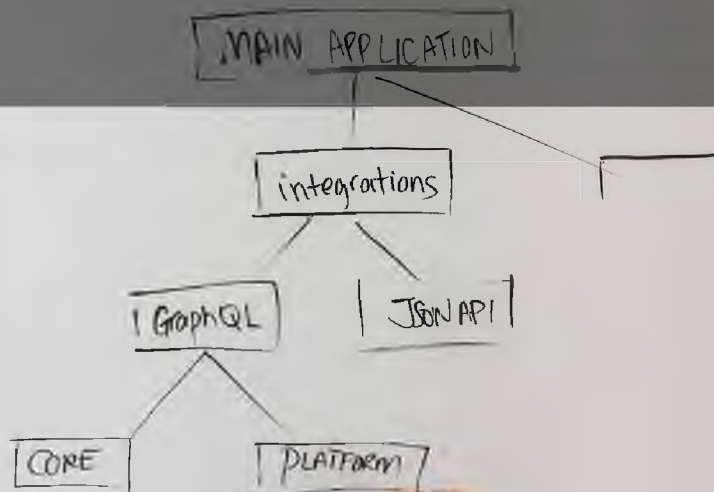 MAIN APPLICATION
integrations
GraphQL
JSON API
CORE
PLATFORM